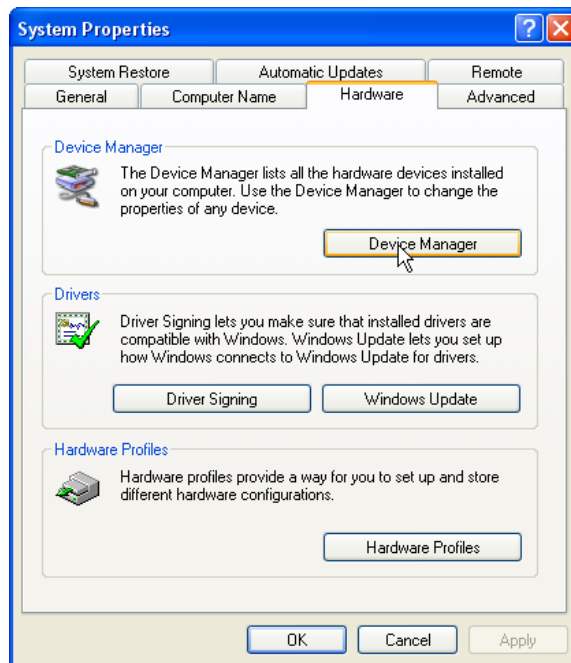 System Properties
System Restore Automatic Updates Remote
General Computer Name Hardware Advanced
Device Manager
The Device Manager lists all the hardware devices installed
on your computer. Use the Device Manager to change the
properties of any device.
Device Manager
Drivers
Driver Signing lets you make sure that installed drivers are
compatible with Windows. Windows Update lets you set up
how Windows connects to Windows Update for drivers.
Driver Signing Windows Update
Hardware Profiles
Hardware profiles provide a way for you to set up and store
different hardware configurations.
Hardware Profiles
OK Cancel Apply